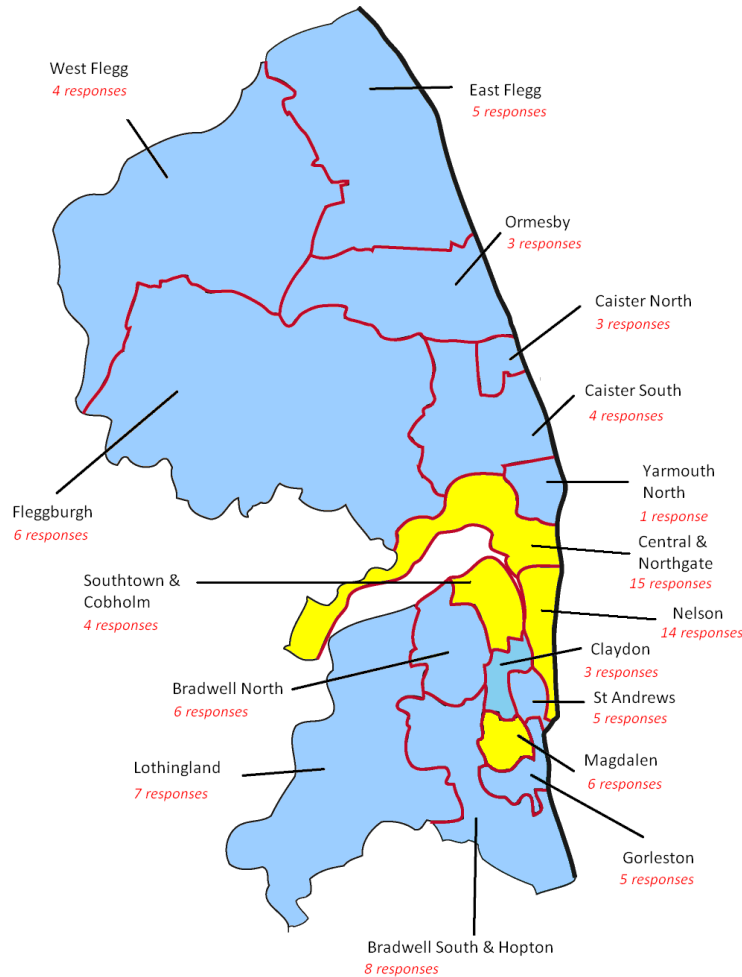 West Flegg
4 responses
East Flegg
5 responses
Ormesby
3 responses
Caister North
3 responses
Caister South
4 responses
Yarmouth
North
1 response
Fleggburgh
6 responses
Central &
Northgate
15 responses
Southtown &
Cobholm
4 responses
Nelson
14 responses
Claydon
3 responses
Bradwell North
6 responses
St Andrews
5 responses
Magdalen
6 responses
Lothingland
7 responses
Gorleston
5 responses
Bradwell South & Hopton
8 responses